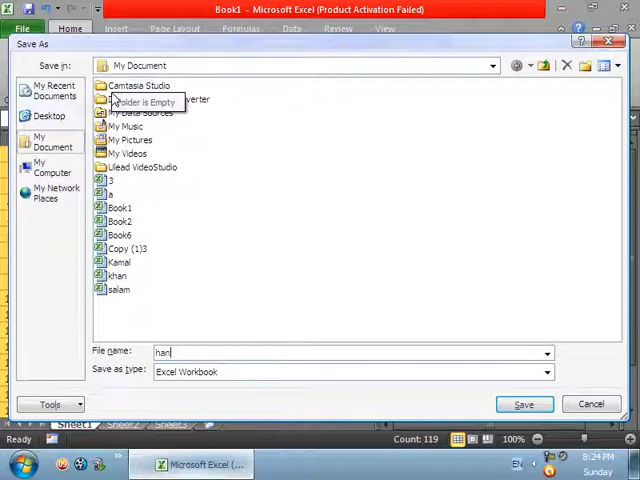 Book1 - Microsoft Excel (Product Activation Failed)
File Home Insert Formulas Data Review View
Save As
Save in: My Document
My Recent Documents
Desktop
My Document
My Computer
My Network Places
Camtasia Studio
verter
Folder is Empty
My Data Sources
My Music
My Pictures
My Videos
Ulead VideoStudio
3
a
Book1
Book2
Book6
Copy (1)3
Kamal
khan
salam
File name: han
Save as type: Excel Workbook
Tools Save Cancel
Sheet1 Sheet2 Sheet3
Ready Count: 119 100%
Microsoft Excel (... EN 8:24 PM
Sunday